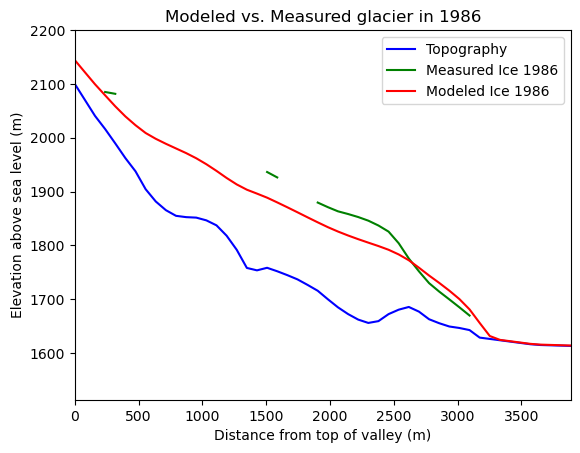 Modeled vs. Measured glacier in 1986
2200
2100
2000
1900
1800
1700
1600
Elevation above sea level (m)
Topography
Measured Ice 1986
Modeled Ice 1986
0 500 1000 1500 2000 2500 3000 3500
Distance from top of valley (m)